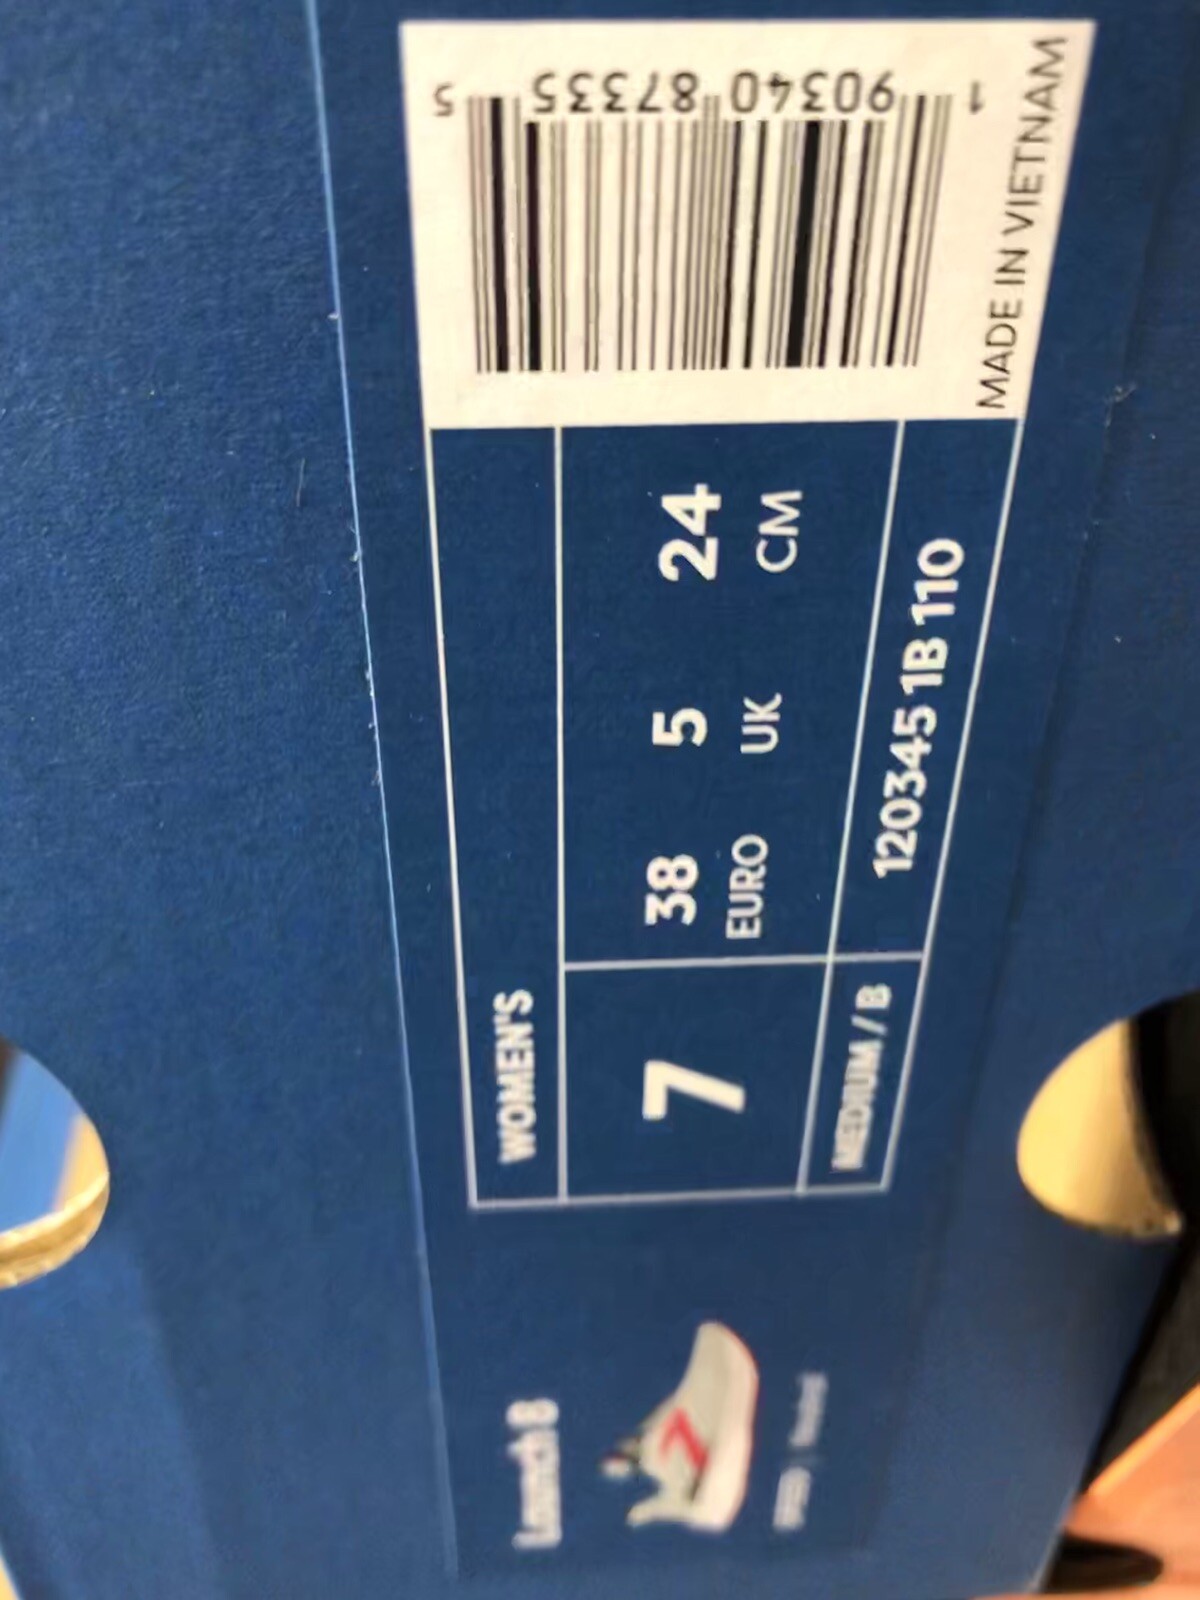 Launch 8
WOMEN'S
7
38
EURO
5
UK
24
CM
MEDIUM / B
120345 1B 110
1 90340 87335 5
MADE IN VIETNAM